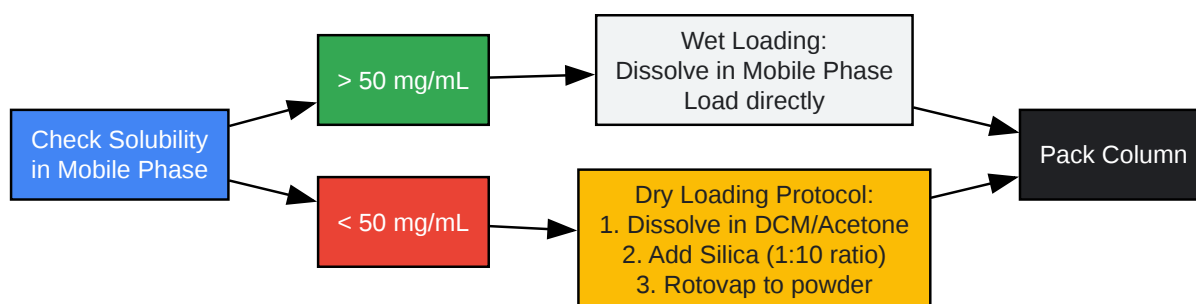 Check Solubility
in Mobile Phase
> 50 mg/mL
< 50 mg/mL
Wet Loading:
Dissolve in Mobile Phase
Load directly
Dry Loading Protocol:
1. Dissolve in DCM/Acetone
2. Add Silica (1:10 ratio)
3. Rotovap to powder
Pack Column